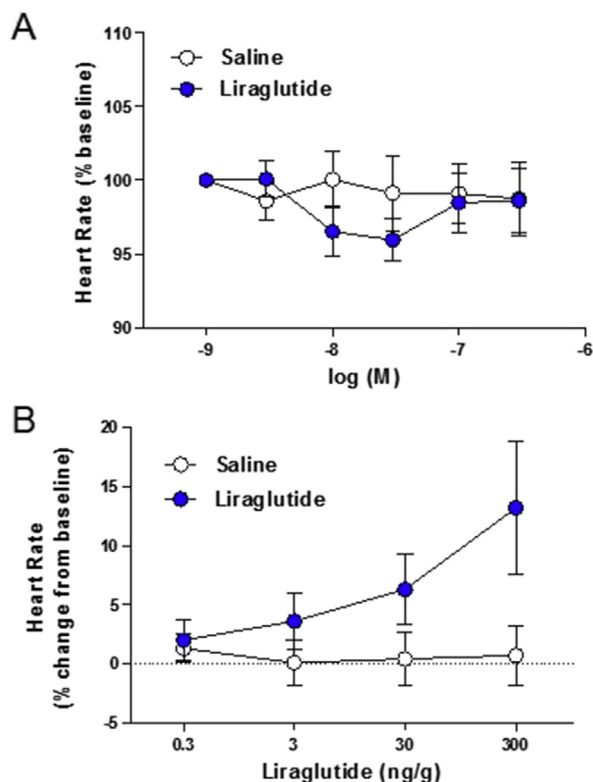 A
110
105
100
95
90
Heart Rate (% baseline)
Saline
Liraglutide
-9
-8
-7
-6
log (M)
B
20
15
10
5
0
-5
Heart Rate
(% change from baseline)
Saline
Liraglutide
0.3
3
30
300
Liraglutide (ng/g)